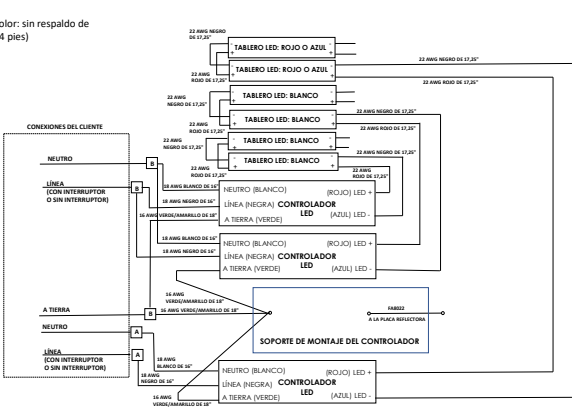 olor: sin respaldo de
4 pies)
22 AWG NEGRO
DE 17,25"
TABLERO LED: ROJO O AZUL
- +
- +
22 AWG NEGRO DE 17,25"
TABLERO LED: ROJO O AZUL
- +
- +
22 AWG
ROJO DE 17,25"
22 AWG ROJO DE 17,25"
TABLERO LED: BLANCO
- +
- +
22 AWG
NEGRO DE 17,25"
22 AWG NEGRO DE 17,25"
TABLERO LED: BLANCO
- +
- +
22 AWG
ROJO DE 17,25"
22 AWG ROJO DE 17,25"
TABLERO LED: BLANCO
- +
- +
22 AWG
NEGRO DE 17,25"
22 AWG NEGRO DE 17,25"
TABLERO LED: BLANCO
- +
- +
22 AWG
ROJO DE 17,25"
22 AWG
ROJO DE 17,25"
CONEXIONES DEL CLIENTE
NEUTRO
B
LÍNEA
(CON INTERRUPTOR
O SIN INTERRUPTOR)
B
18 AWG BLANCO DE 16"
18 AWG NEGRO DE 16"
16 AWG VERDE/AMARILLO DE 18"
NEUTRO (BLANCO)
(ROJO) LED +
LÍNEA (NEGRA)
CONTROLADOR
LED
(AZUL) LED -
A TIERRA (VERDE)
18 AWG BLANCO DE 16"
18 AWG NEGRO DE 16"
NEUTRO (BLANCO)
(ROJO) LED +
LÍNEA (NEGRA)
CONTROLADOR
LED
A TIERRA (VERDE)
(AZUL) LED -
16 AWG
VERDE/AMARILLO DE 18"
A TIERRA
B
16 AWG VERDE/AMARILLO DE 18"
FA8022
A LA PLACA REFLECTORA
SOPORTE DE MONTAJE DEL CONTROLADOR
NEUTRO
A
LÍNEA
(CON INTERRUPTOR
O SIN INTERRUPTOR)
A
18 AWG
BLANCO DE 16"
18 AWG
NEGRO DE 16"
16 AWG
VERDE/AMARILLO DE 18"
NEUTRO (BLANCO)
(ROJO) LED +
LÍNEA (NEGRA)
CONTROLADOR
LED
A TIERRA (VERDE)
(AZUL) LED -